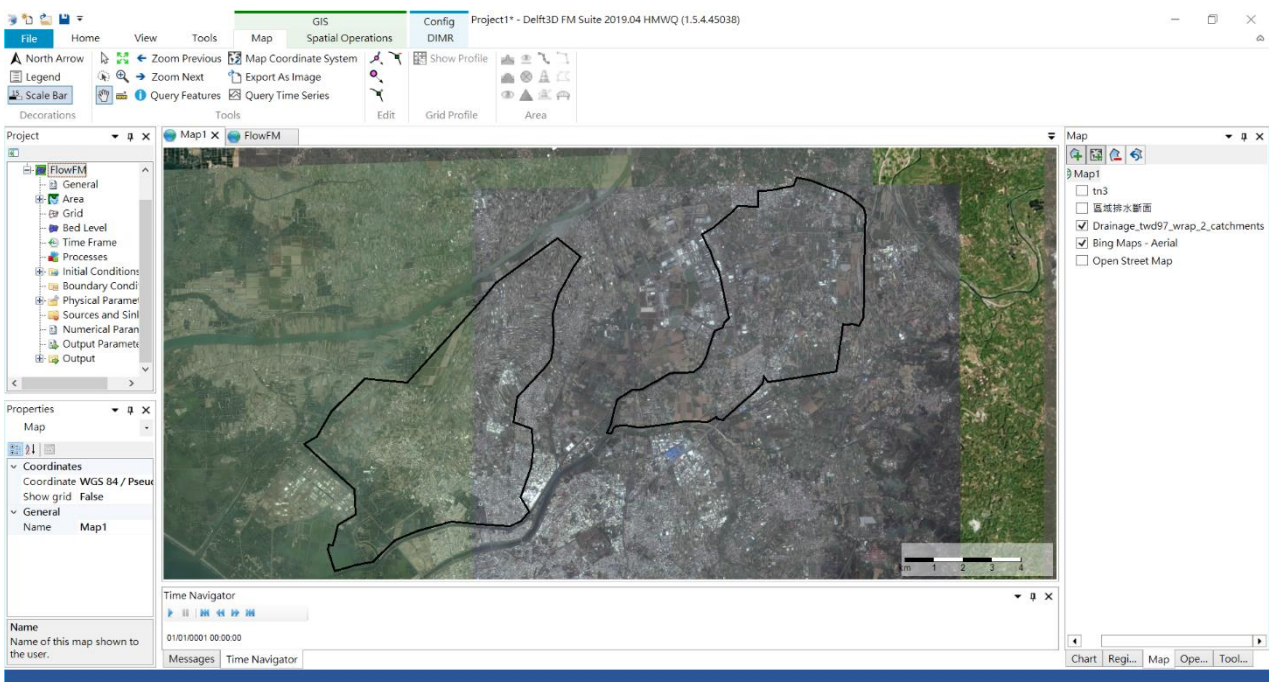 GIS
Config
Project1* - Delft3D FM Suite 2019.04 HMWQ (1.5.4.45038)
File Home View Tools Map Spatial Operations DIMR
North Arrow
Legend
Scale Bar
Decorations
Zoom Previous
Zoom Next
Query Features
Map Coordinate System
Export As Image
Query Time Series
Tools
Edit
Show Profile
Grid Profile
Area
Project
FlowFM
General
Area
Grid
Bed Level
Time Frame
Processes
Initial Conditions
Boundary Condi
Physical Paramet
Sources and Sinl
Numerical Paran
Output Paramete
Output
Properties
Map
Coordinates
Coordinate WGS 84 / Pseud
Show grid False
General
Name Map1
Name
Name of this map shown to
the user.
Map1 FlowFM
km 1 2 3 4
Time Navigator
01/01/0001 00:00:00
Messages Time Navigator
Map
Map1
tn3
區域排水斷面
Drainage_twd97_wrap_2_catchments
Bing Maps - Aerial
Open Street Map
Chart Regi... Map Ope... Tool...